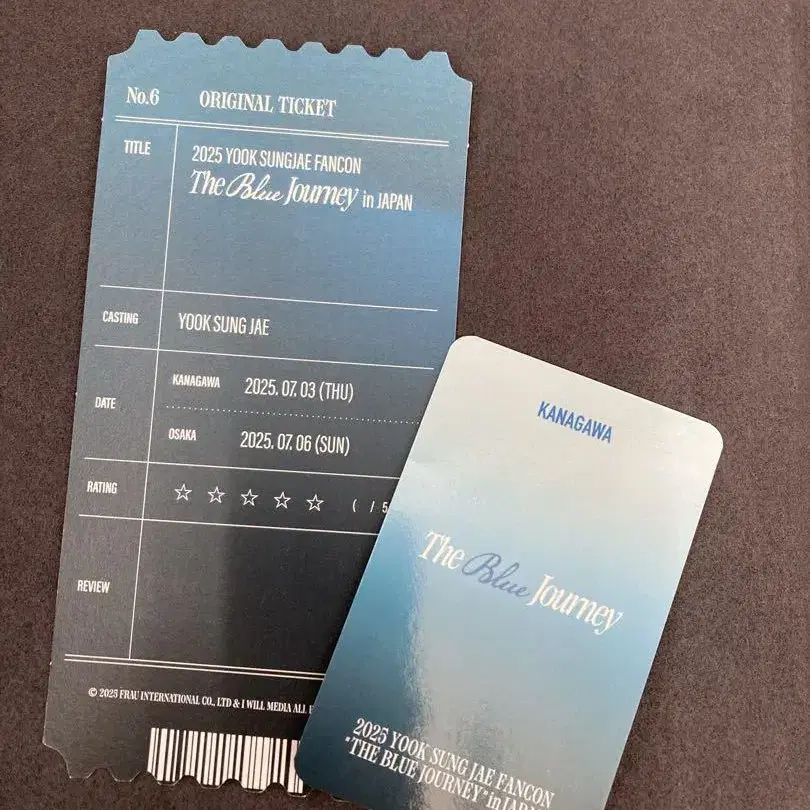 No.6 ORIGINAL TICKET
TITLE
2025 YOOK SUNGJAE FANCON
The Blue Journey in JAPAN
CASTING YOOK SUNG JAE
DATE
KANAGAWA 2025. 07. 03 (THU)
OSAKA 2025. 07. 06 (SUN)
RATING ☆ ☆ ☆ ☆ ☆ ( / 5
REVIEW
© 2025 FRAU INTERNATIONAL CO., LTD & I WILL MEDIA ALL
KANAGAWA
The Blue Journey
2025 YOOK SUNG JAE FANCON
"THE BLUE JOURNEY" in